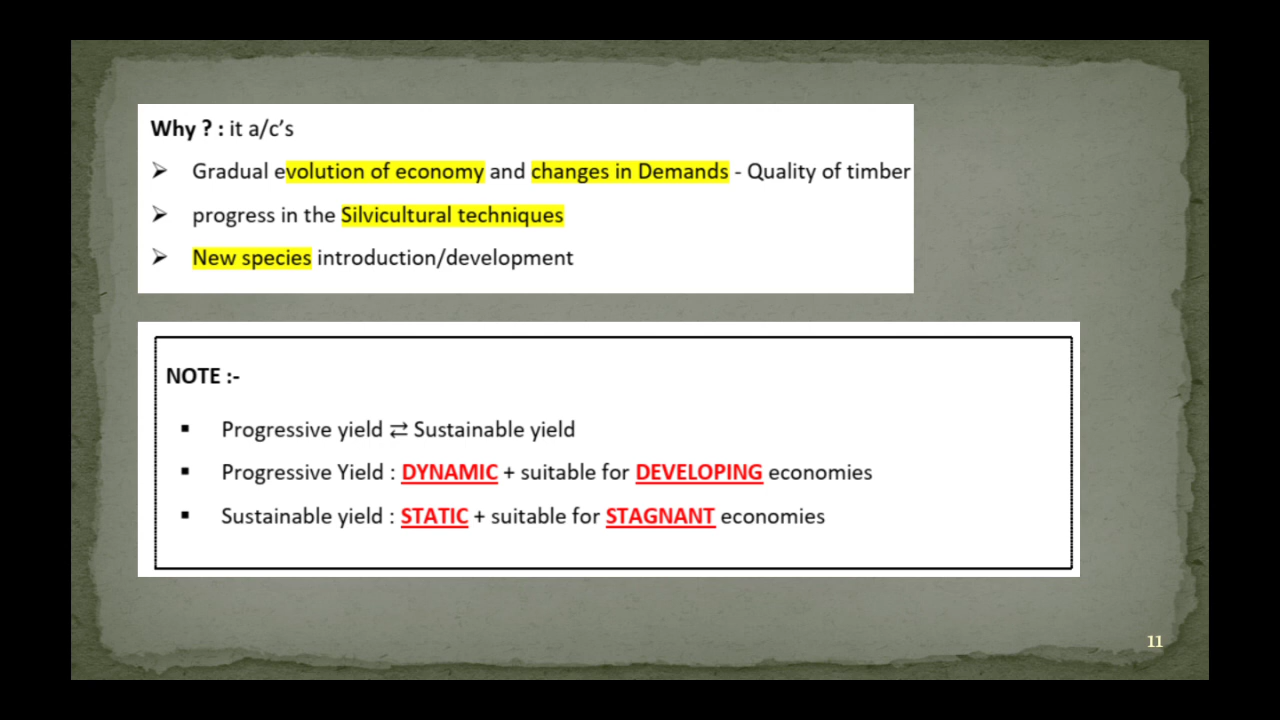 Why ? : it a/c's
➢ Gradual evolution of economy and changes in Demands - Quality of timber
➢ progress in the Silvicultural techniques
➢ New species introduction/development
NOTE :-
▪ Progressive yield ⇄ Sustainable yield
▪ Progressive Yield : DYNAMIC + suitable for DEVELOPING economies
▪ Sustainable yield : STATIC + suitable for STAGNANT economies
11